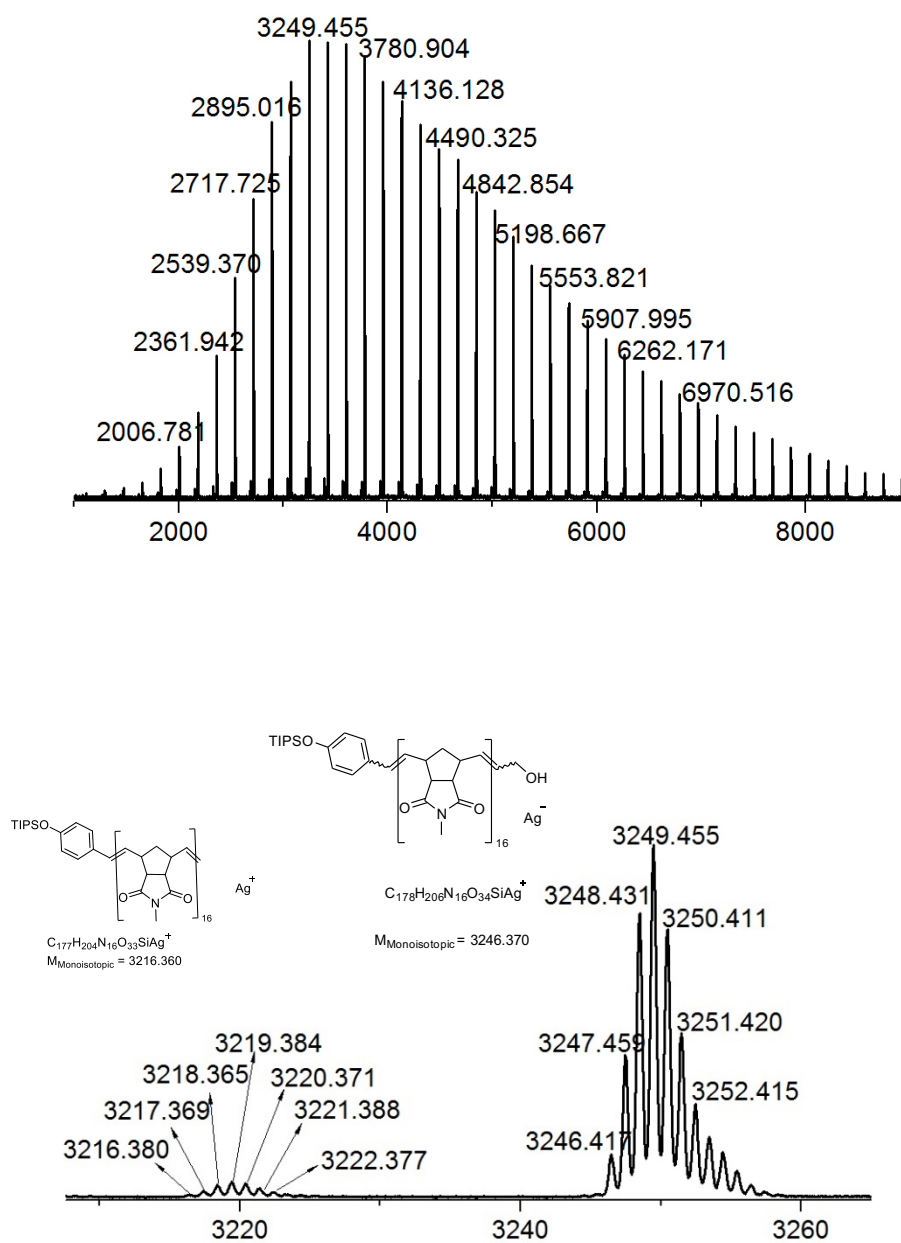 3249.455
3780.904
2895.016
4136.128
4490.325
2717.725
4842.854
5198.667
2539.370
5553.821
5907.995
2361.942
6262.171
6970.516
2006.781
2000 4000 6000 8000
TIPSO
OH
O N O
Ag−
16
3249.455
TIPSO
O N O
Ag+
16
C178H206N16O34SiAg+
3248.431
3250.411
C177H204N16O33SiAg+
MMonoisotopic = 3246.370
MMonoisotopic = 3216.360
3251.420
3219.384
3247.459
3218.365
3220.371
3252.415
3217.369
3221.388
3216.380
3222.377
3246.417
3220 3240 3260